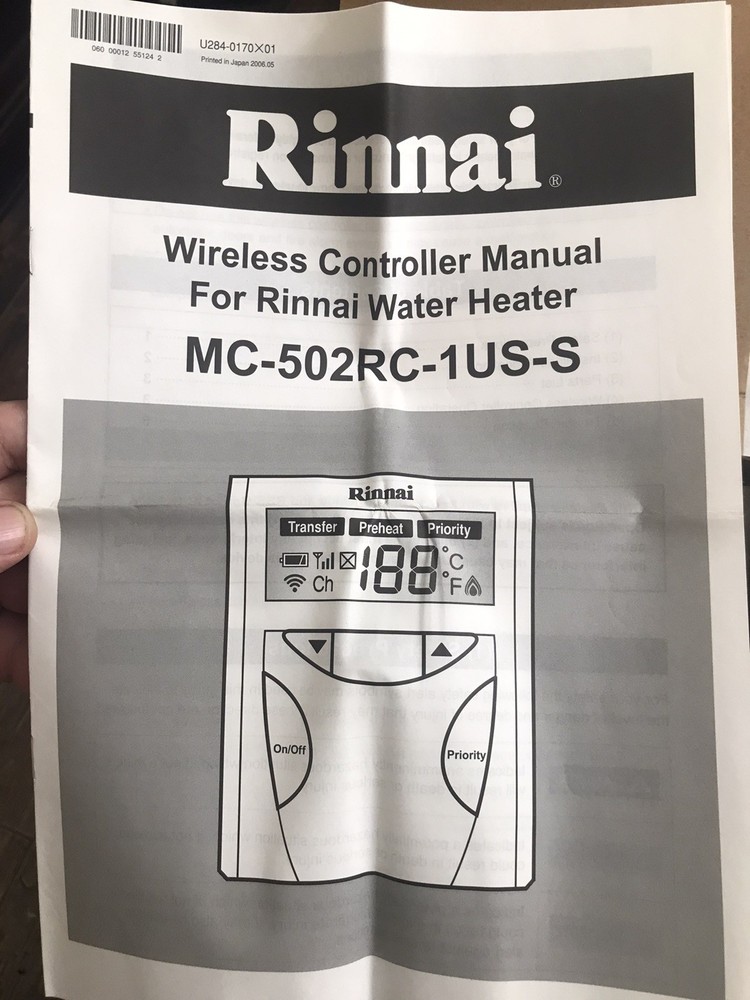 060 00012 55124 2
U284-0170×01
Printed in Japan 2006.05
Rinnai®
Wireless Controller Manual
For Rinnai Water Heater
MC-502RC-1US-S
Rinnai
Transfer Preheat Priority
188 °C
Ch °F
▼ ▲
On/Off
Priority